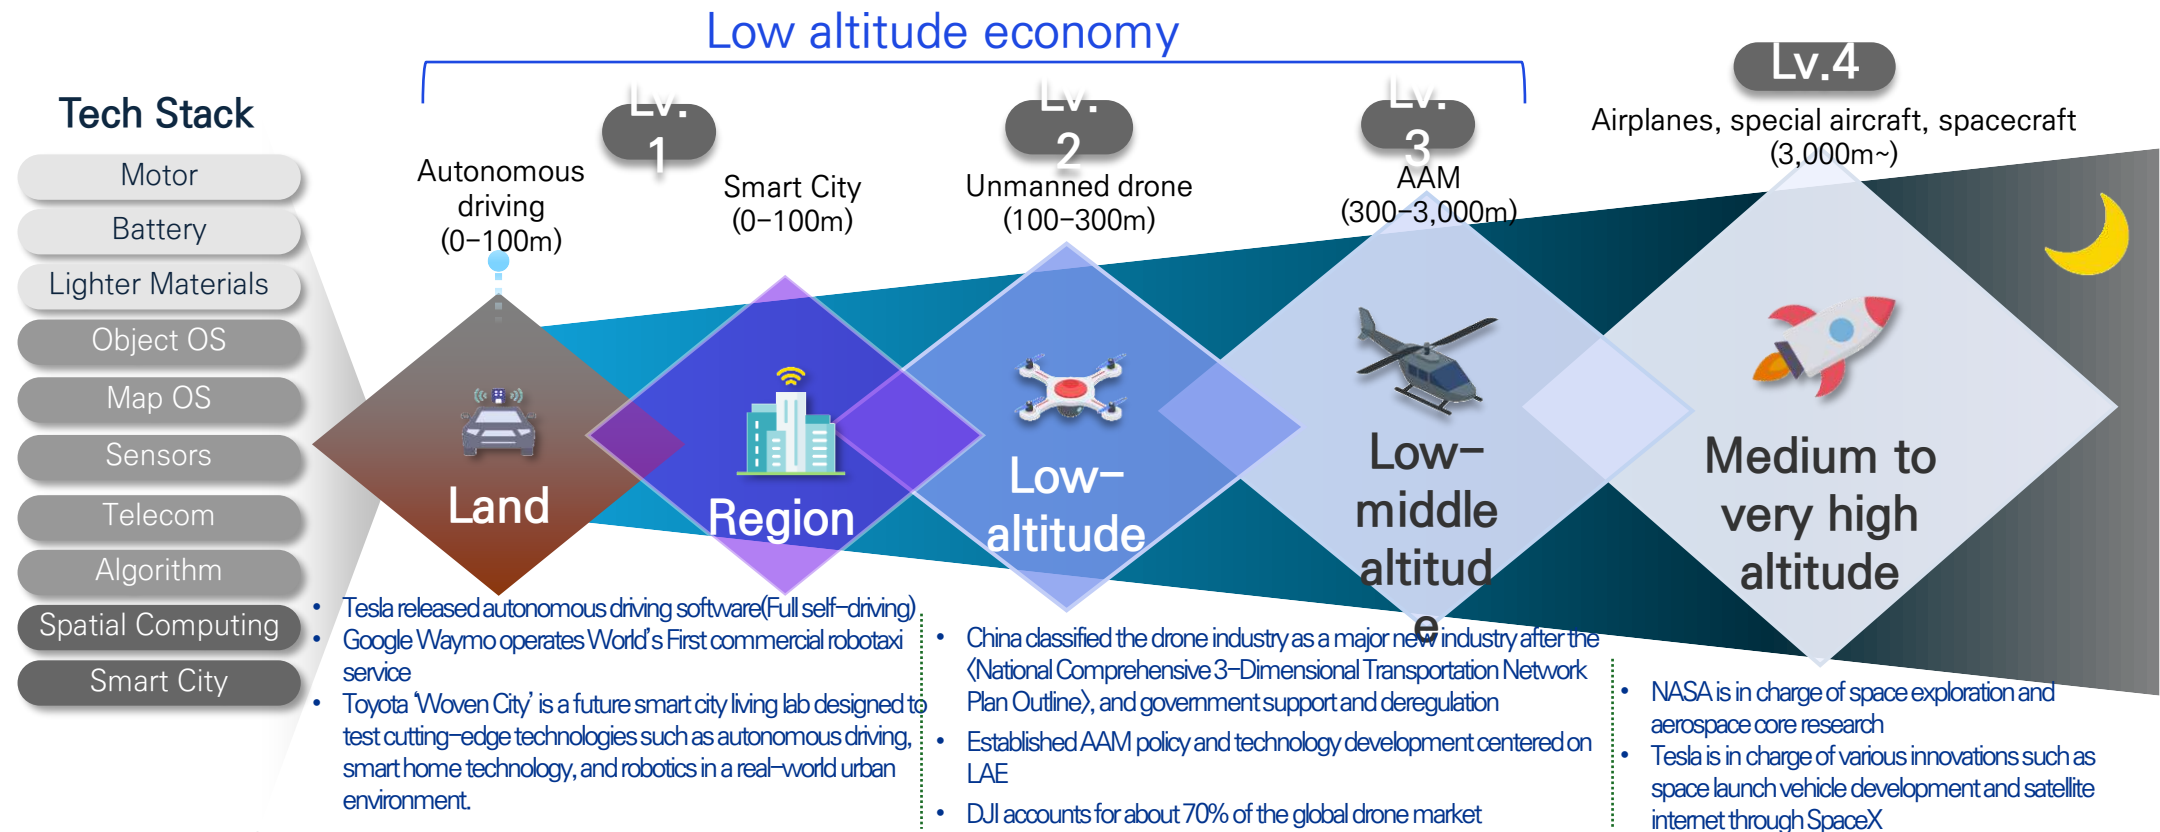 Low altitude economy
Tech Stack
Motor
Battery
Lighter Materials
Object OS
Map OS
Sensors
Telecom
Algorithm
Spatial Computing
Smart City
Lv.
1
Autonomous
driving
(0-100m)
Smart City
(0-100m)
Lv.
2
Unmanned drone
(100-300m)
Lv.
3
AAM
(300-3,000m)
Lv.4
Airplanes, special aircraft, spacecraft
(3,000m~)
Land
Region
Low-
altitude
Low-
middle
altitud
e
Medium to
very high
altitude
• Tesla released autonomous driving software(Full self-driving)
• Google Waymo operates World's First commercial robotaxi
service
• Toyota ‘Woven City’ is a future smart city living lab designed to
test cutting-edge technologies such as autonomous driving,
smart home technology, and robotics in a real-world urban
environment.
• China classified the drone industry as a major new industry after the
〈National Comprehensive 3-Dimensional Transportation Network
Plan Outline〉, and government support and deregulation
• Established AAM policy and technology development centered on
LAE
• DJI accounts for about 70% of the global drone market
• NASA is in charge of space exploration and
aerospace core research
• Tesla is in charge of various innovations such as
space launch vehicle development and satellite
internet through SpaceX